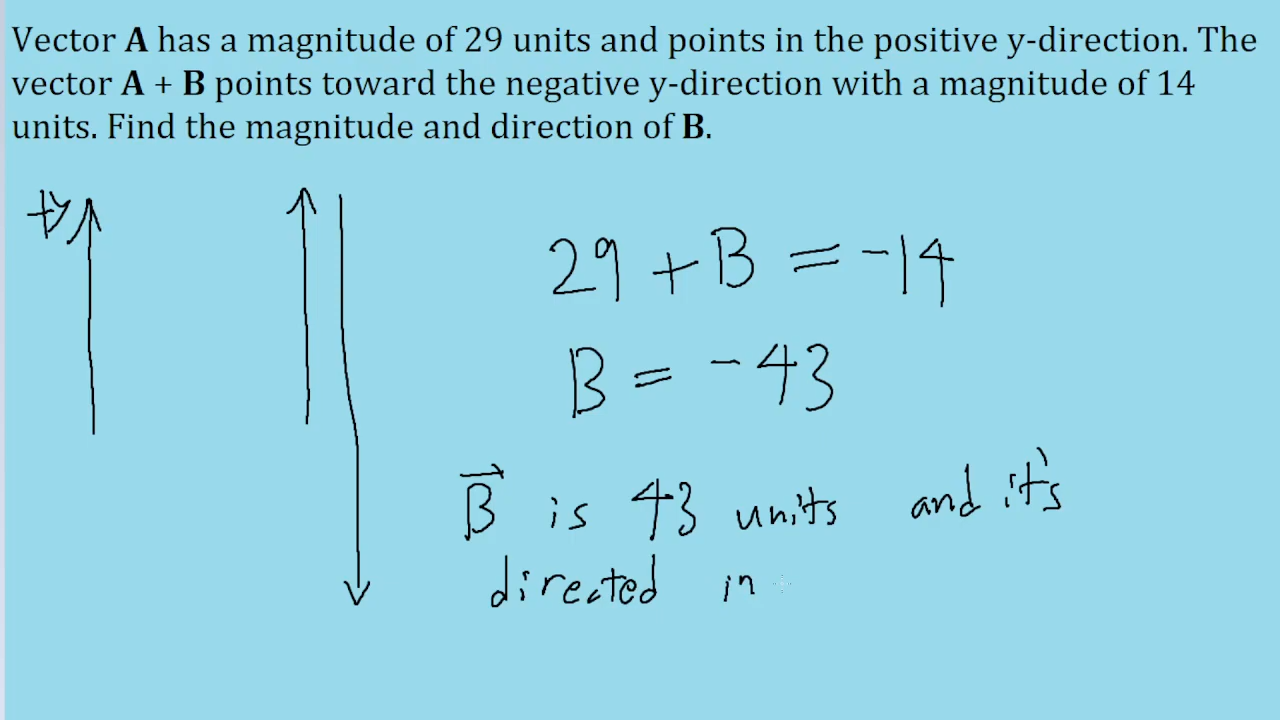 Vector A has a magnitude of 29 units and points in the positive y-direction. The
vector A + B points toward the negative y-direction with a magnitude of 14
units. Find the magnitude and direction of B.
+y
29 + B = -14
B = -43
B is 43 units and it's
directed in